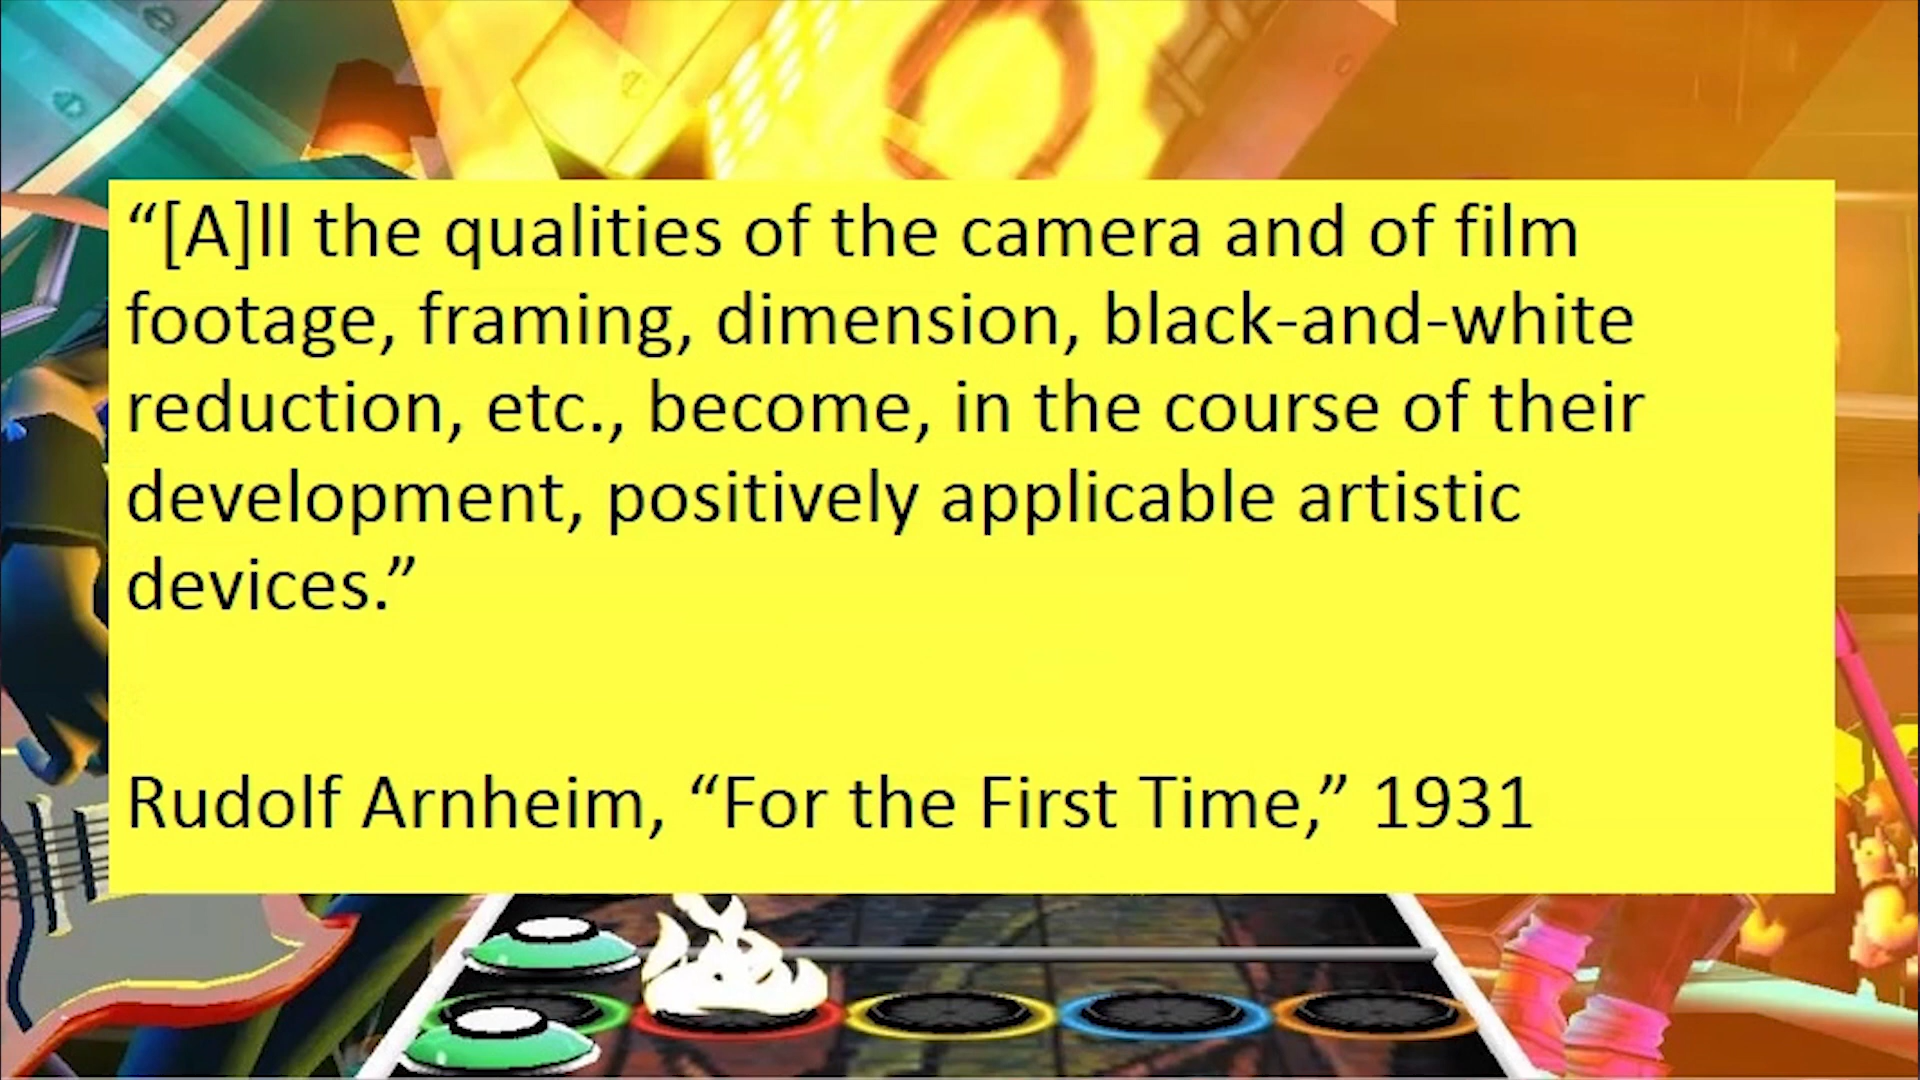 “[A]ll the qualities of the camera and of film
footage, framing, dimension, black-and-white
reduction, etc., become, in the course of their
development, positively applicable artistic
devices.”
Rudolf Arnheim, “For the First Time,” 1931